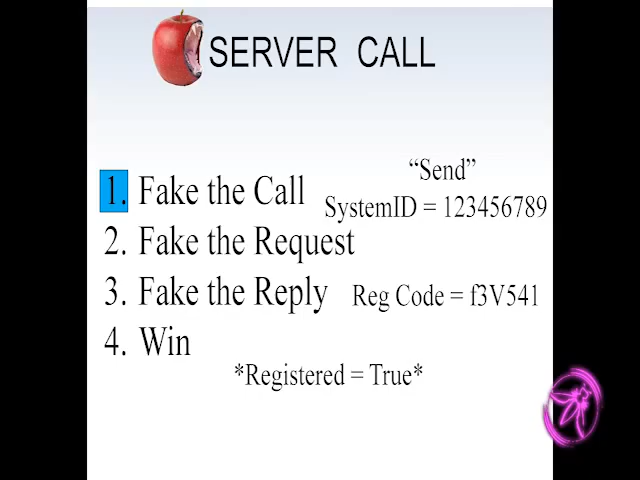 SERVER CALL
1. Fake the Call
“Send”
SystemID = 123456789
2. Fake the Request
3. Fake the Reply
Reg Code = f3V541
4. Win
*Registered = True*